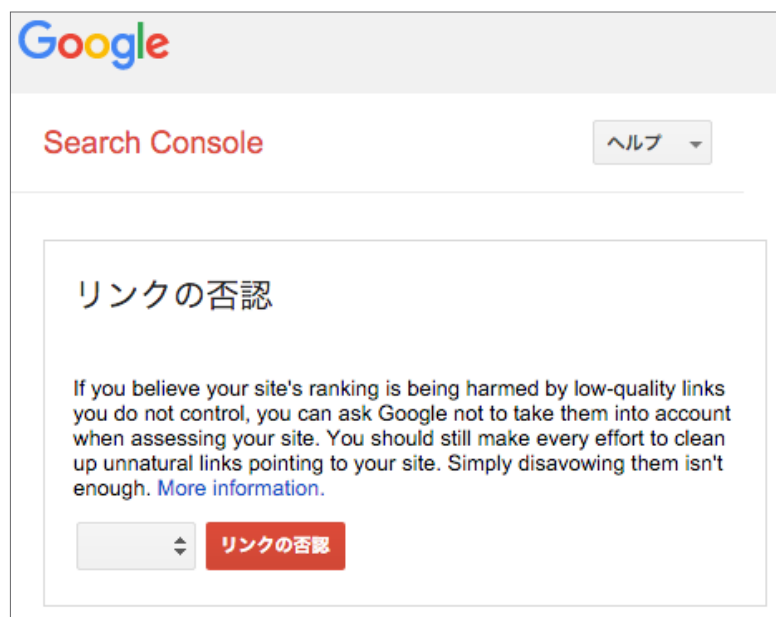 Google
Search Console
ヘルプ
リンクの否認
If you believe your site's ranking is being harmed by low-quality links
you do not control, you can ask Google not to take them into account
when assessing your site. You should still make every effort to clean
up unnatural links pointing to your site. Simply disavowing them isn't
enough. More information.
リンクの否認